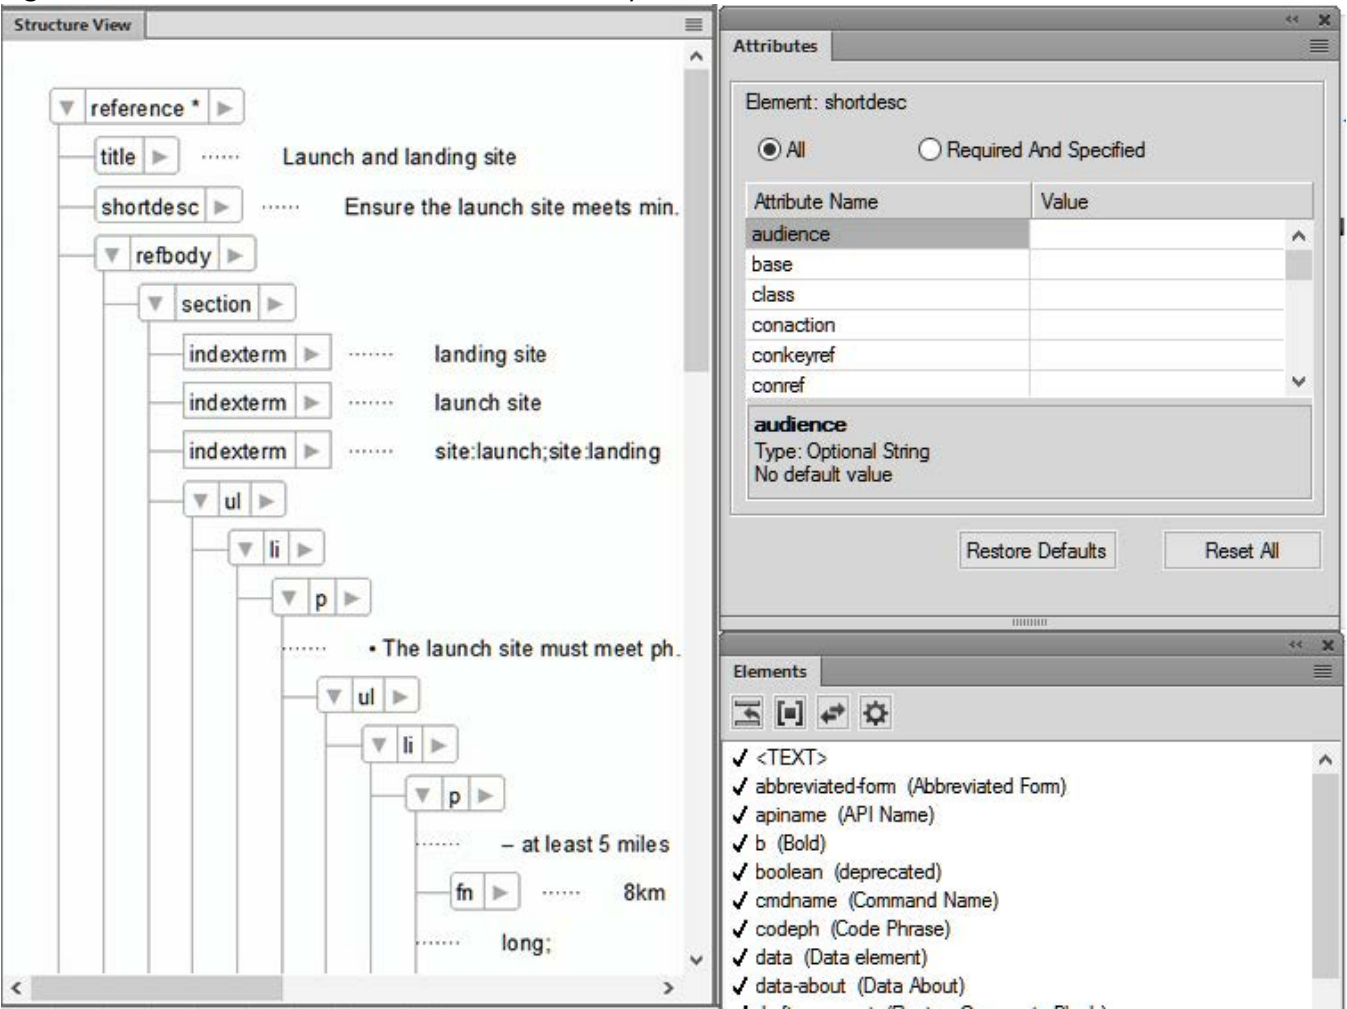 Structure View
reference *
title Launch and landing site
shortdesc Ensure the launch site meets min.
refbody
section
indexterm landing site
indexterm launch site
indexterm site:launch;site:landing
ul
li
p
• The launch site must meet ph.
ul
li
p
– at least 5 miles
fn 8km
long;
Attributes
Element: shortdesc
All Required And Specified
Attribute Name Value
audience
base
class
conaction
conkeyref
conref
audience
Type: Optional String
No default value
Restore Defaults Reset All
Elements
<TEXT>
abbreviated-form (Abbreviated Form)
apiname (API Name)
b (Bold)
boolean (deprecated)
cmdname (Command Name)
codeph (Code Phrase)
data (Data element)
data-about (Data About)